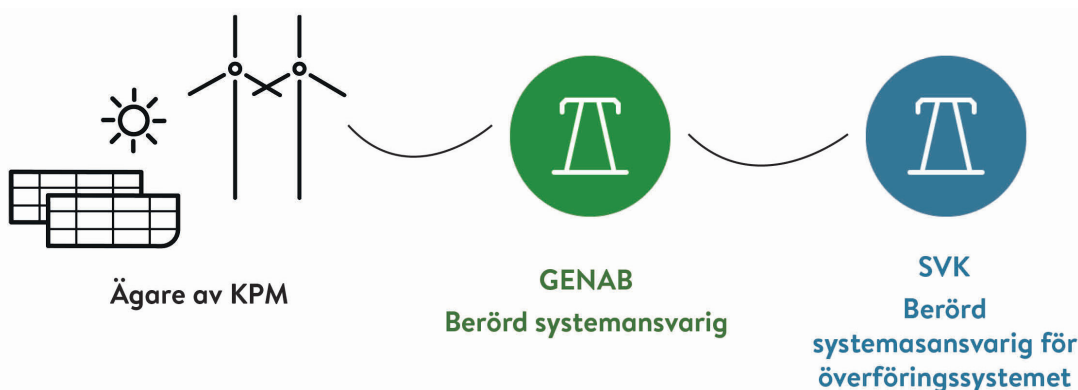 Ägare av KPM
GENAB
Berörd systemansvarig
SVK
Berörd
systemasansvarig för
överföringssystemet